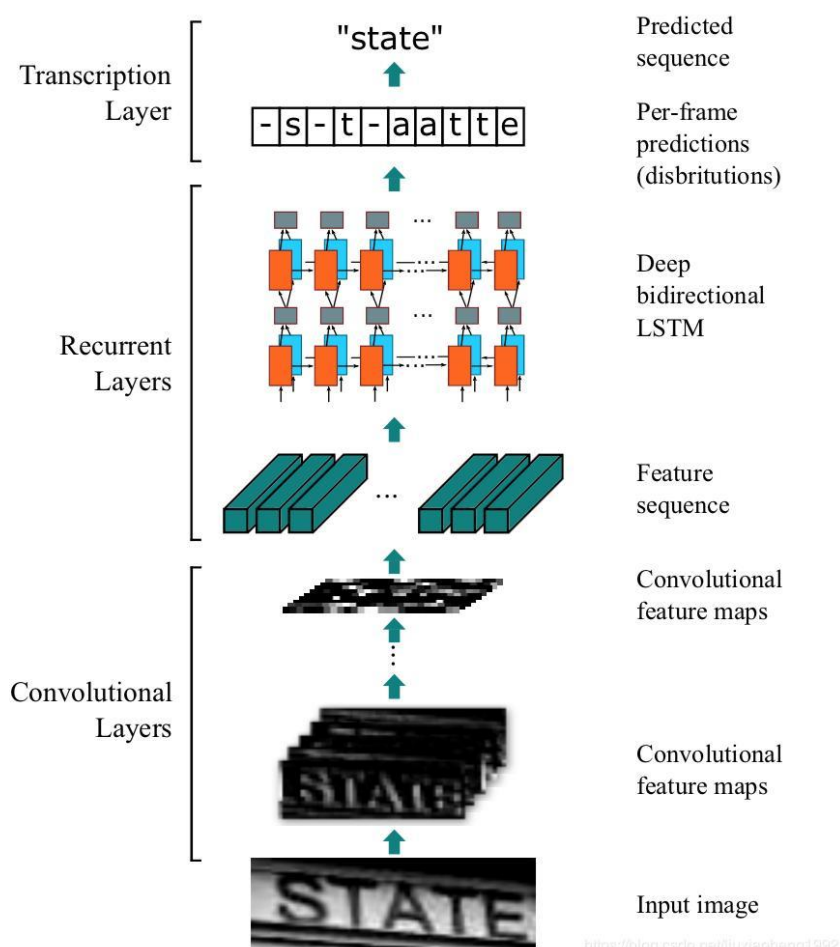 "state"
Predicted
sequence
Transcription
Layer
- s - t - a a t t e
Per-frame
predictions
(disbritutions)
...
Deep
bidirectional
LSTM
Recurrent
Layers
...
Feature
sequence
Convolutional
feature maps
Convolutional
Layers
STATE
Convolutional
feature maps
STATE
Input image